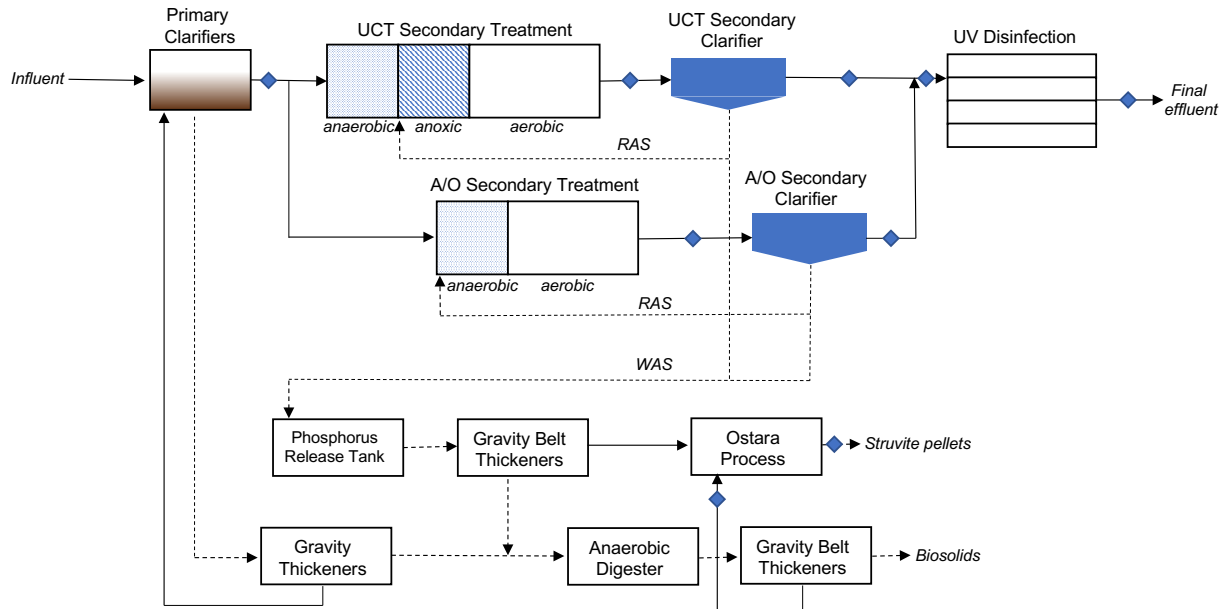 Primary
Clarifiers
UCT Secondary Treatment
UCT Secondary
Clarifier
UV Disinfection
Influent
Final
effluent
anaerobic
anoxic
aerobic
RAS
A/O Secondary Treatment
A/O Secondary
Clarifier
anaerobic
aerobic
RAS
WAS
Phosphorus
Release Tank
Gravity Belt
Thickeners
Ostara
Process
Struvite pellets
Gravity
Thickeners
Anaerobic
Digester
Gravity Belt
Thickeners
Biosolids